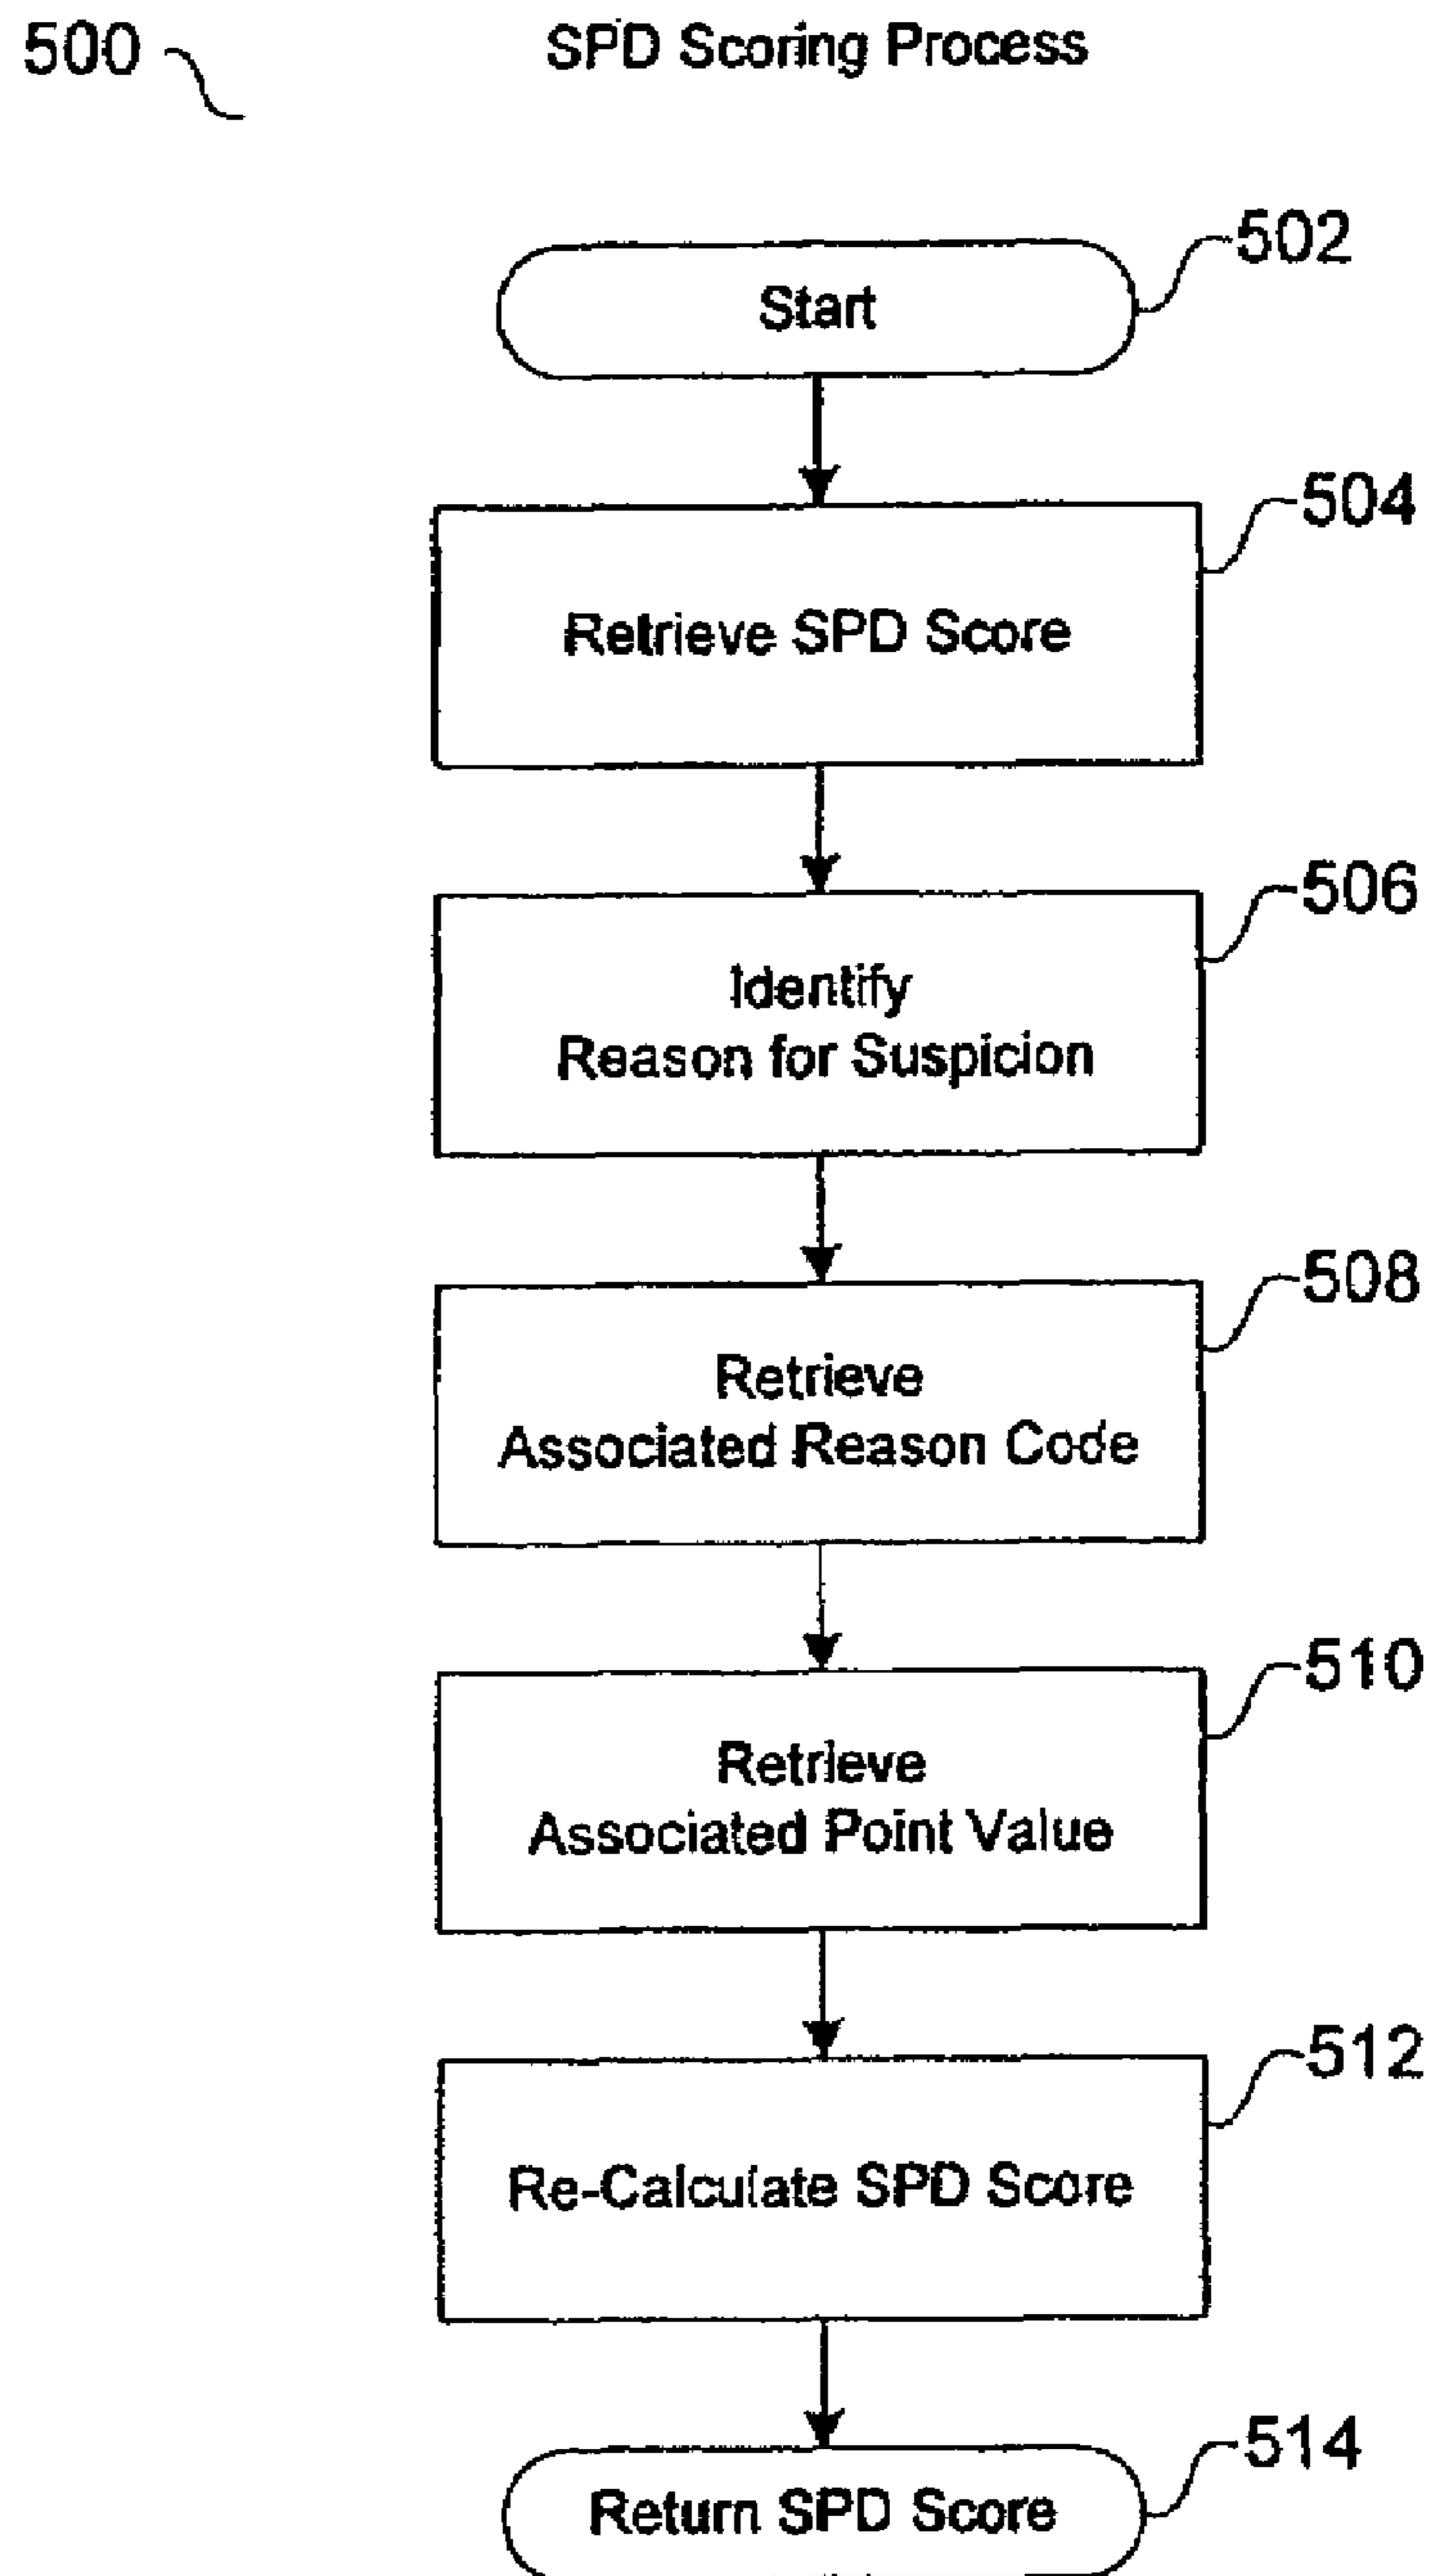 500
SPD Scoring Process
502
Start
504
Retrieve SPD Score
506
Identify
Reason for Suspicion
508
Retrieve
Associated Reason Code
510
Retrieve
Associated Point Value
512
Re-Calculate SPD Score
514
Return SPD Score